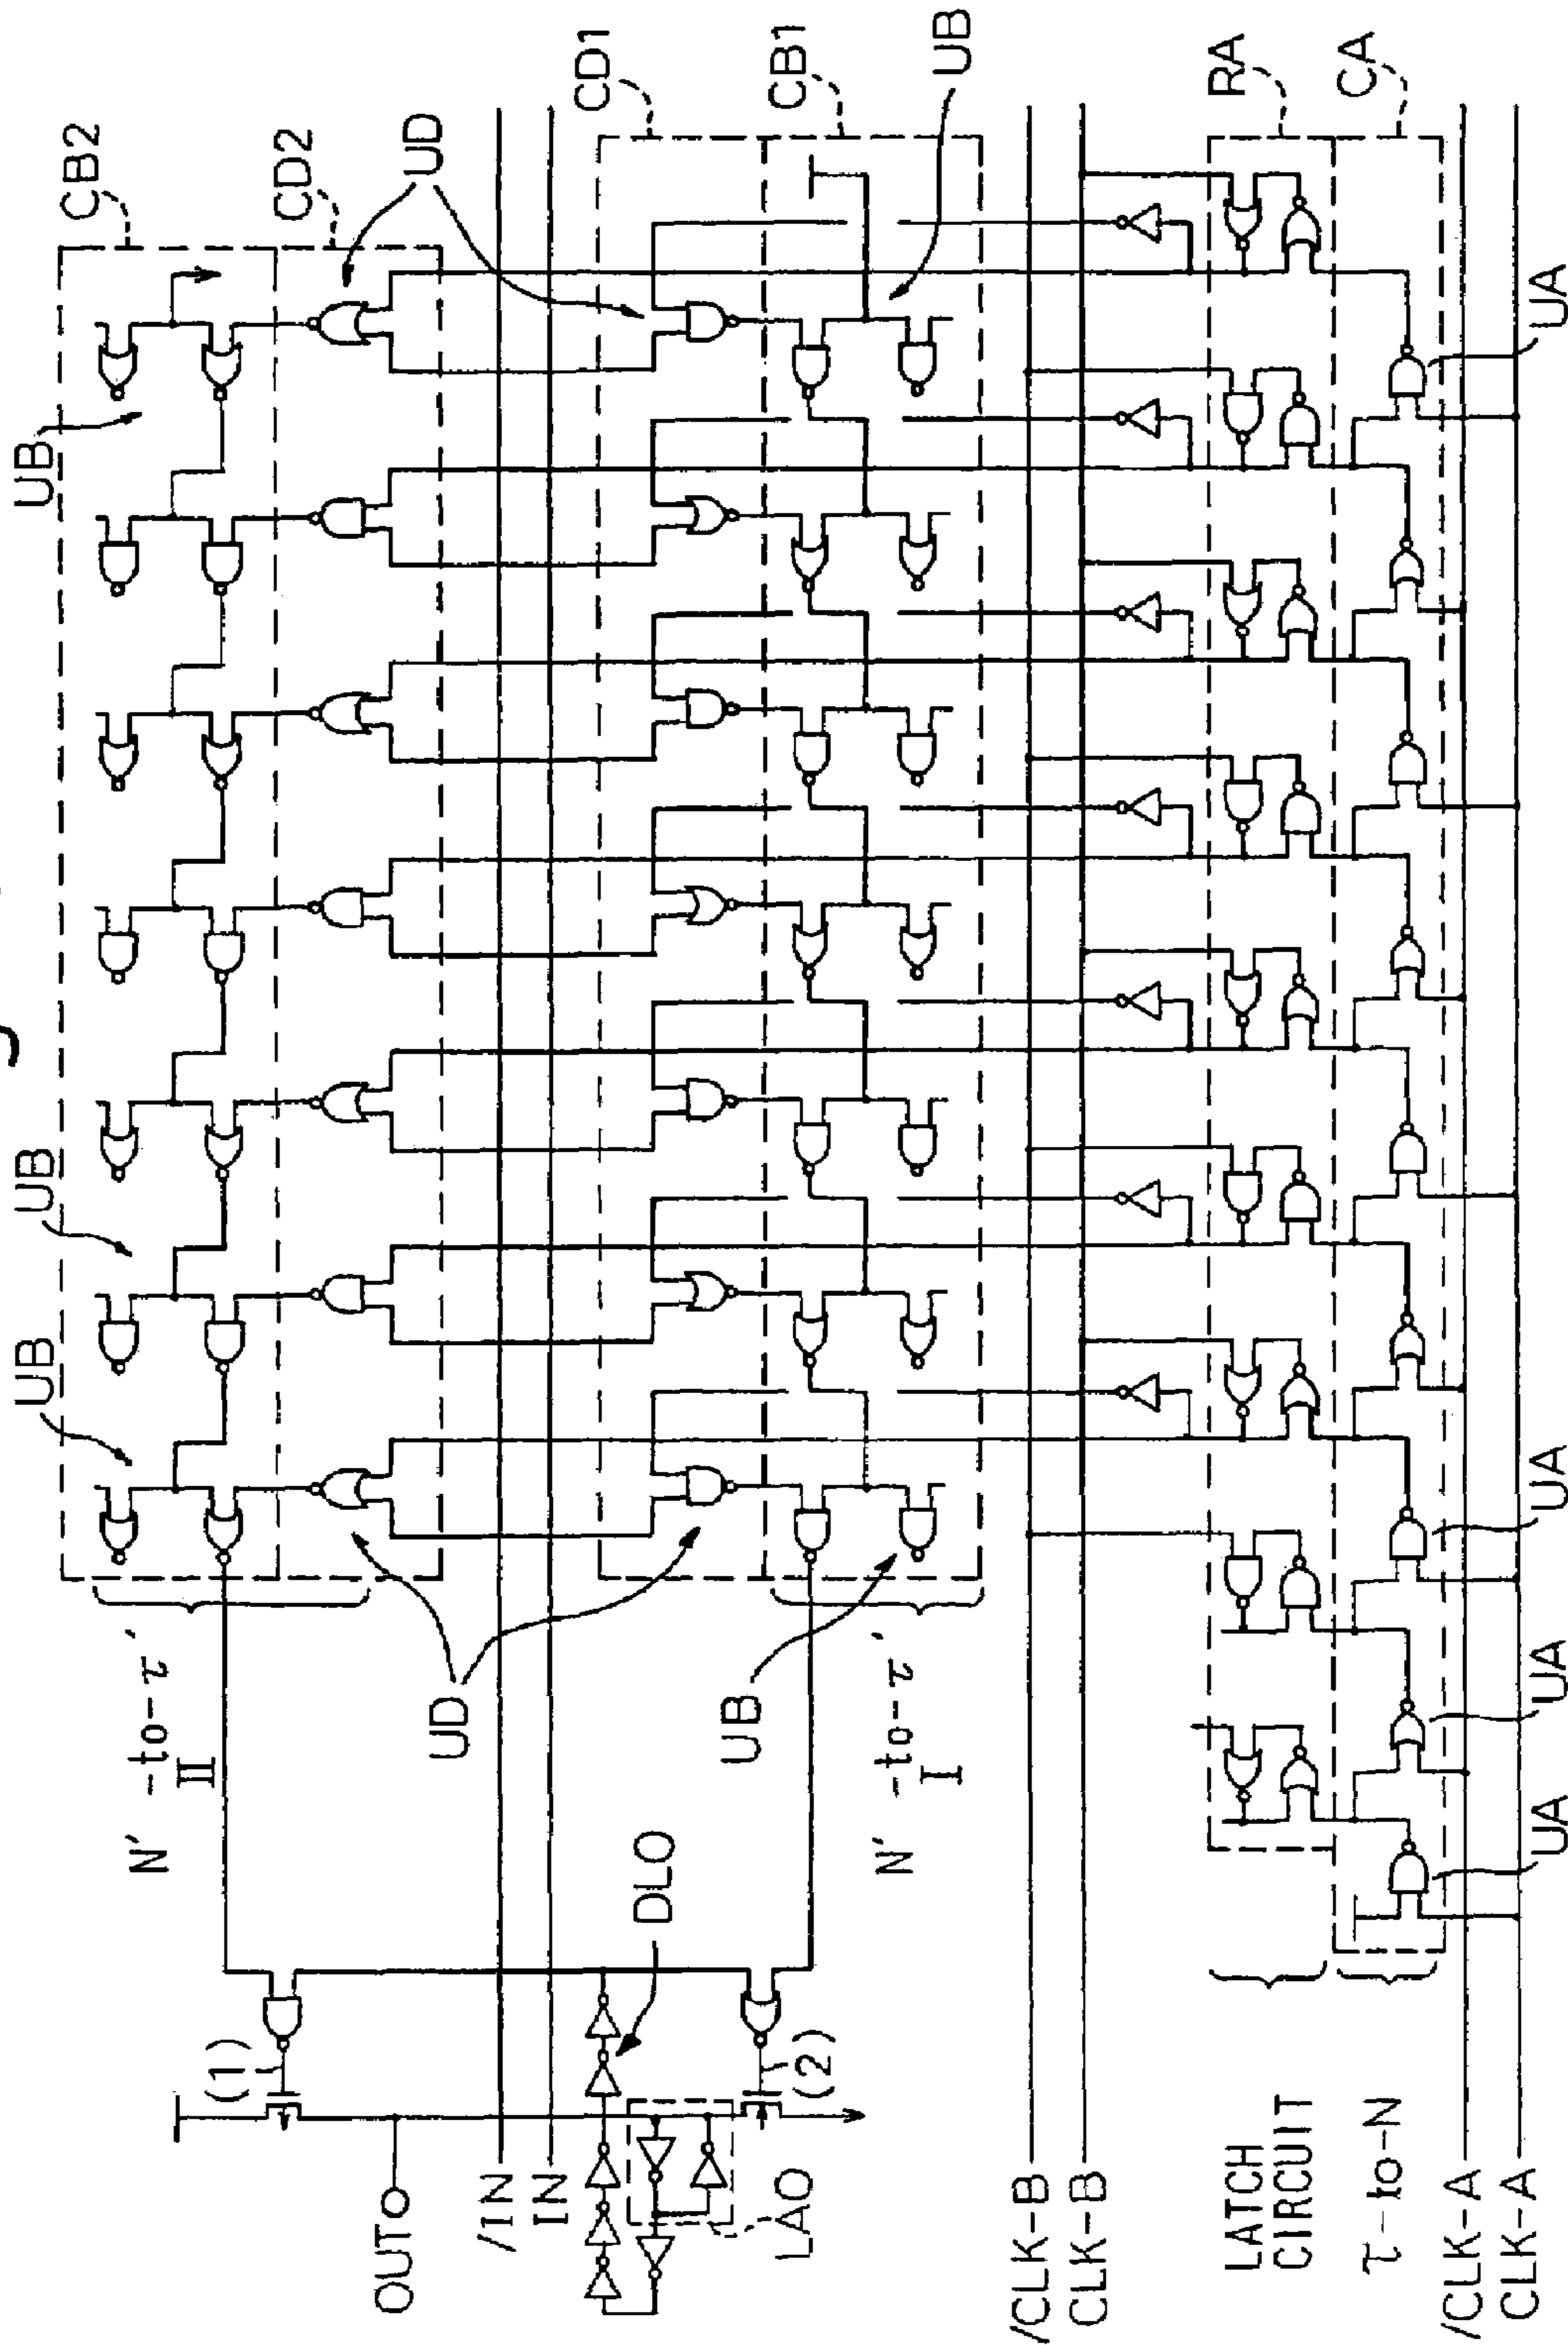 CB2
CD2
UD
CD1
CB1
UB
RA
CA
UB
UB
UB
UA
N' -to-τ'
II
UD
UB
N' -to-τ'
I
UA
UA
UA
DLO
(1)
(2)
OUT
/IN
IN
LAO
/CLK-B
CLK-B
LATCH
CIRCUIT
τ-to-N
/CLK-A
CLK-A